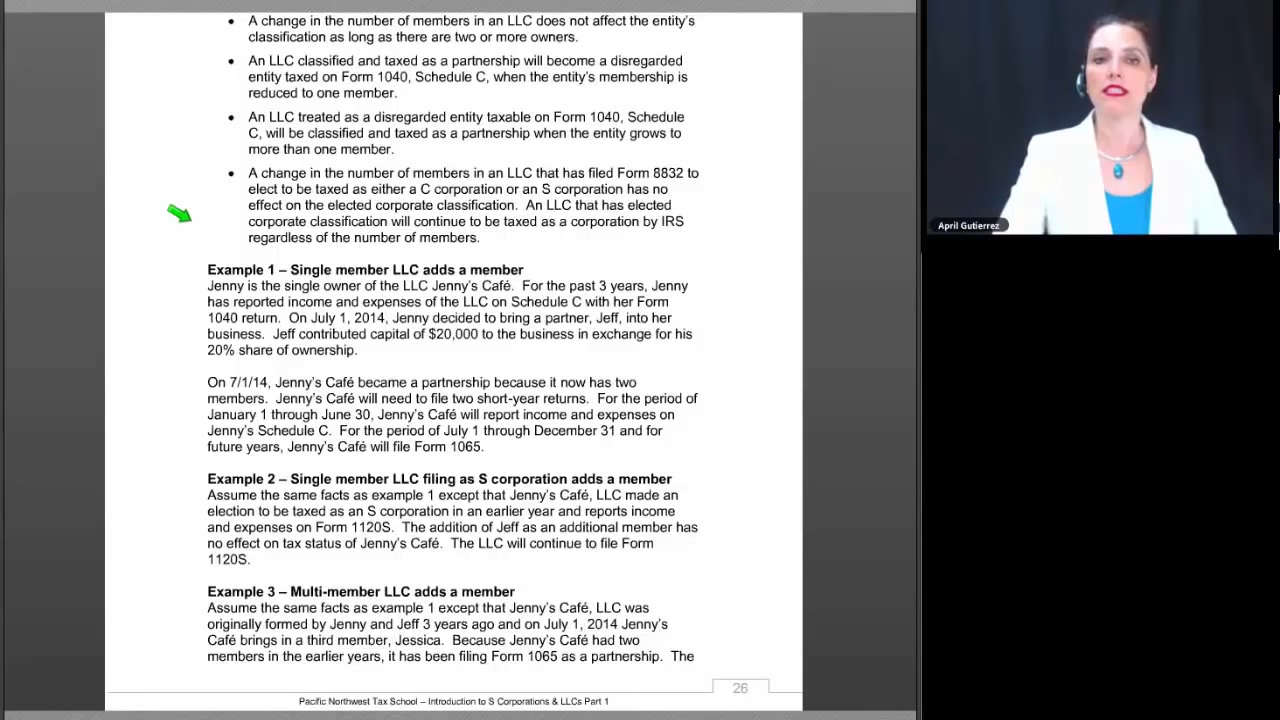 • A change in the number of members in an LLC does not affect the entity's
classification as long as there are two or more owners.
• An LLC classified and taxed as a partnership will become a disregarded
entity taxed on Form 1040, Schedule C, when the entity's membership is
reduced to one member.
• An LLC treated as a disregarded entity taxable on Form 1040, Schedule
C, will be classified and taxed as a partnership when the entity grows to
more than one member.
• A change in the number of members in an LLC that has filed Form 8832 to
elect to be taxed as either a C corporation or an S corporation has no
effect on the elected corporate classification.  An LLC that has elected
corporate classification will continue to be taxed as a corporation by IRS
regardless of the number of members.
Example 1 – Single member LLC adds a member
Jenny is the single owner of the LLC Jenny's Café.  For the past 3 years, Jenny
has reported income and expenses of the LLC on Schedule C with her Form
1040 return.  On July 1, 2014, Jenny decided to bring a partner, Jeff, into her
business.  Jeff contributed capital of $20,000 to the business in exchange for his
20% share of ownership.
On 7/1/14, Jenny's Café became a partnership because it now has two
members.  Jenny's Café will need to file two short-year returns.  For the period of
January 1 through June 30, Jenny's Café will report income and expenses on
Jenny's Schedule C.  For the period of July 1 through December 31 and for
future years, Jenny's Café will file Form 1065.
Example 2 – Single member LLC filing as S corporation adds a member
Assume the same facts as example 1 except that Jenny's Café, LLC made an
election to be taxed as an S corporation in an earlier year and reports income
and expenses on Form 1120S.  The addition of Jeff as an additional member has
no effect on tax status of Jenny's Café.  The LLC will continue to file Form
1120S.
Example 3 – Multi-member LLC adds a member
Assume the same facts as example 1 except that Jenny's Café, LLC was
originally formed by Jenny and Jeff 3 years ago and on July 1, 2014 Jenny's
Café brings in a third member, Jessica.  Because Jenny's Café had two
members in the earlier years, it has been filing Form 1065 as a partnership.  The
26
Pacific Northwest Tax School – Introduction to S Corporations & LLCs Part 1
April Gutierrez